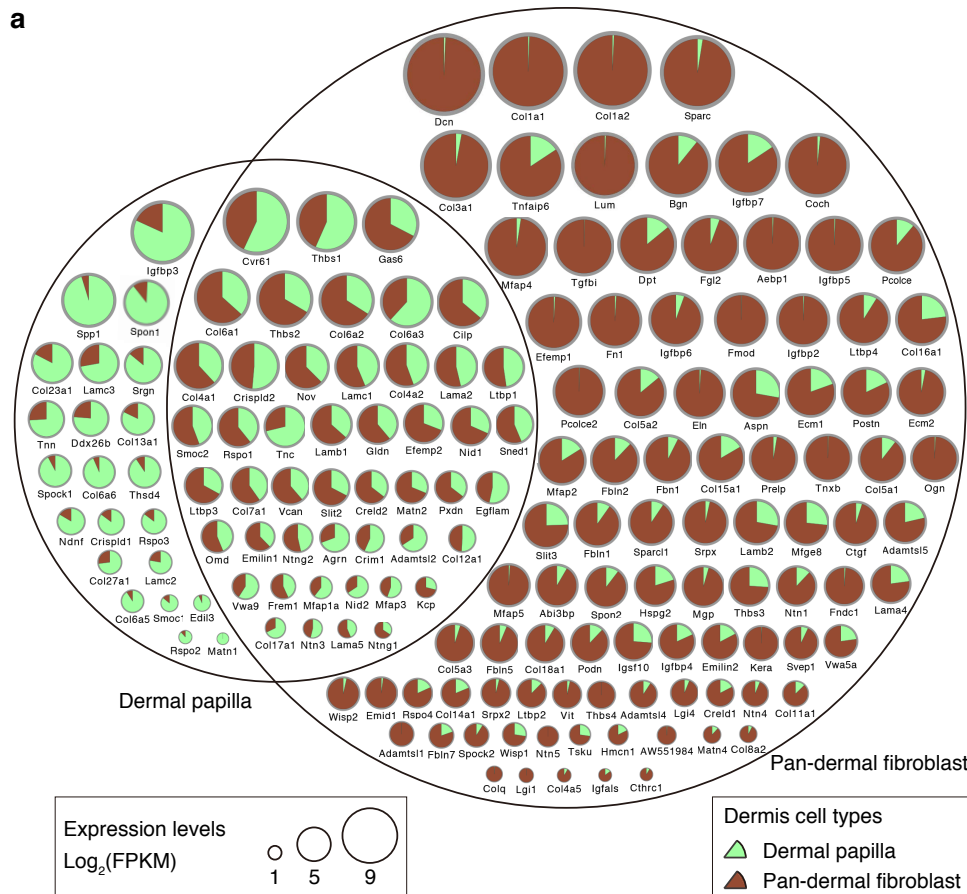 a
Dcn Col1a1 Col1a2 Sparc
Col3a1 Tnfaip6 Lum Bgn Igfbp7 Coch
Cvr61 Thbs1 Gas6
Igfbp3
Mfap4 Tgfbi Dpt Fgl2 Aebp1 Igfbp5 Pcolce
Spp1 Spon1
Col6a1 Thbs2 Col6a2 Col6a3 Cilp
Efemp1 Fn1 Igfbp6 Fmod Igfbp2 Ltbp4 Col16a1
Col23a1 Lamc3 Srgn
Col4a1 Crispld2 Nov Lamc1 Col4a2 Lama2 Ltbp1
Pcolce2 Col5a2 Eln Aspn Ecm1 Postn Ecm2
Tnn Ddx26b Col13a1
Smoc2 Rspo1 Tnc Lamb1 Gldn Efemp2 Nid1 Sned1
Mfap2 Fbln2 Fbn1 Col15a1 Prelp Tnxb Col5a1 Ogn
Spock1 Col6a6 Thsd4
Ltbp3 Col7a1 Vcan Slit2 Creld2 Matn2 Pxdn Egflam
Slit3 Fbln1 Sparcl1 Srpx Lamb2 Mfge8 Ctgf Adamtsl5
Ndnf Crispld1 Rspo3
Omd Emilin1 Ntng2 Agrn Crim1 Adamtsl2 Col12a1
Col27a1 Lamc2
Mfap5 Abi3bp Spon2 Hspg2 Mgp Thbs3 Ntn1 Fndc1 Lama4
Vwa9 Frem1 Mfap1a Nid2 Mfap3 Kcp
Col6a5 Smoc1 Edil3
Col17a1 Ntn3 Lama5 Ntng1
Col5a3 Fbln5 Col18a1 Podn Igsf10 Igfbp4 Emilin2 Kera Svep1 Vwa5a
Rspo2 Matn1
Dermal papilla
Wisp2 Emid1 Rspo4 Col14a1 Srpx2 Ltbp2 Vit Thbs4 Adamtsl4 Lgi4 Creld1 Ntn4 Col11a1
Adamtsl1 Fbln7 Spock2 Wisp1 Ntn5 Tsku Hmcn1 AW551984 Matn4 Col8a2
Pan-dermal fibroblast
Colq Lgi1 Col4a5 Igfals Cthrc1
Expression levels
Log2(FPKM)
1 5 9
Dermis cell types
Dermal papilla
Pan-dermal fibroblast